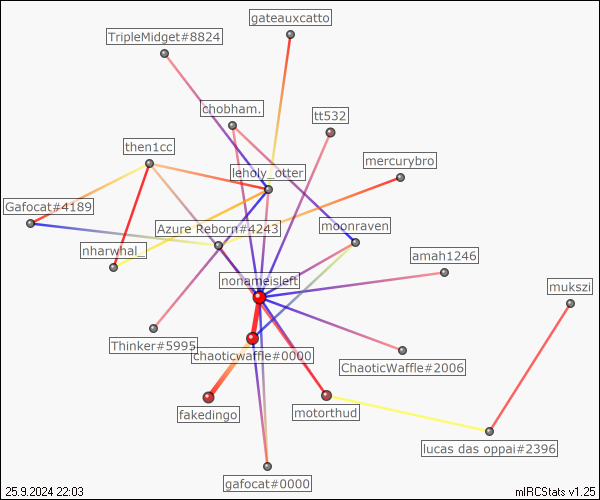 gateauxcatto
TripleMidget#8824
chobham.
tt532
then1cc
mercurybro
leholy_otter
Gafocat#4189
Azure Reborn#4243
moonraven
nharwhal_
amah1246
nonameisleft
mukszi
Thinker#5995
chaoticwaffle#0000
ChaoticWaffle#2006
fakedingo
motorthud
lucas das oppai#2396
gafocat#0000
25.9.2024 22:03
mIRCStats v1.25